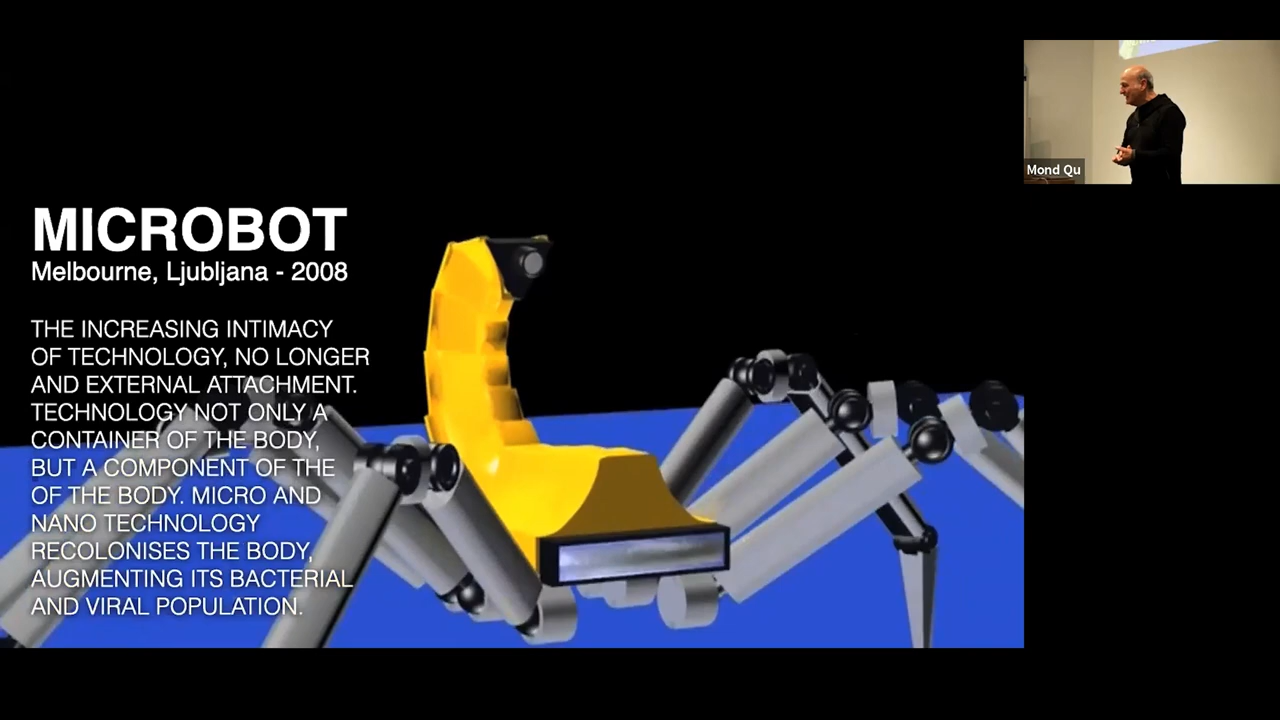 MICROBOT
Melbourne, Ljubljana - 2008
THE INCREASING INTIMACY
OF TECHNOLOGY, NO LONGER
AND EXTERNAL ATTACHMENT.
TECHNOLOGY NOT ONLY A
CONTAINER OF THE BODY,
BUT A COMPONENT OF THE
OF THE BODY. MICRO AND
NANO TECHNOLOGY
RECOLONISES THE BODY,
AUGMENTING ITS BACTERIAL
AND VIRAL POPULATION.
Mond Qu